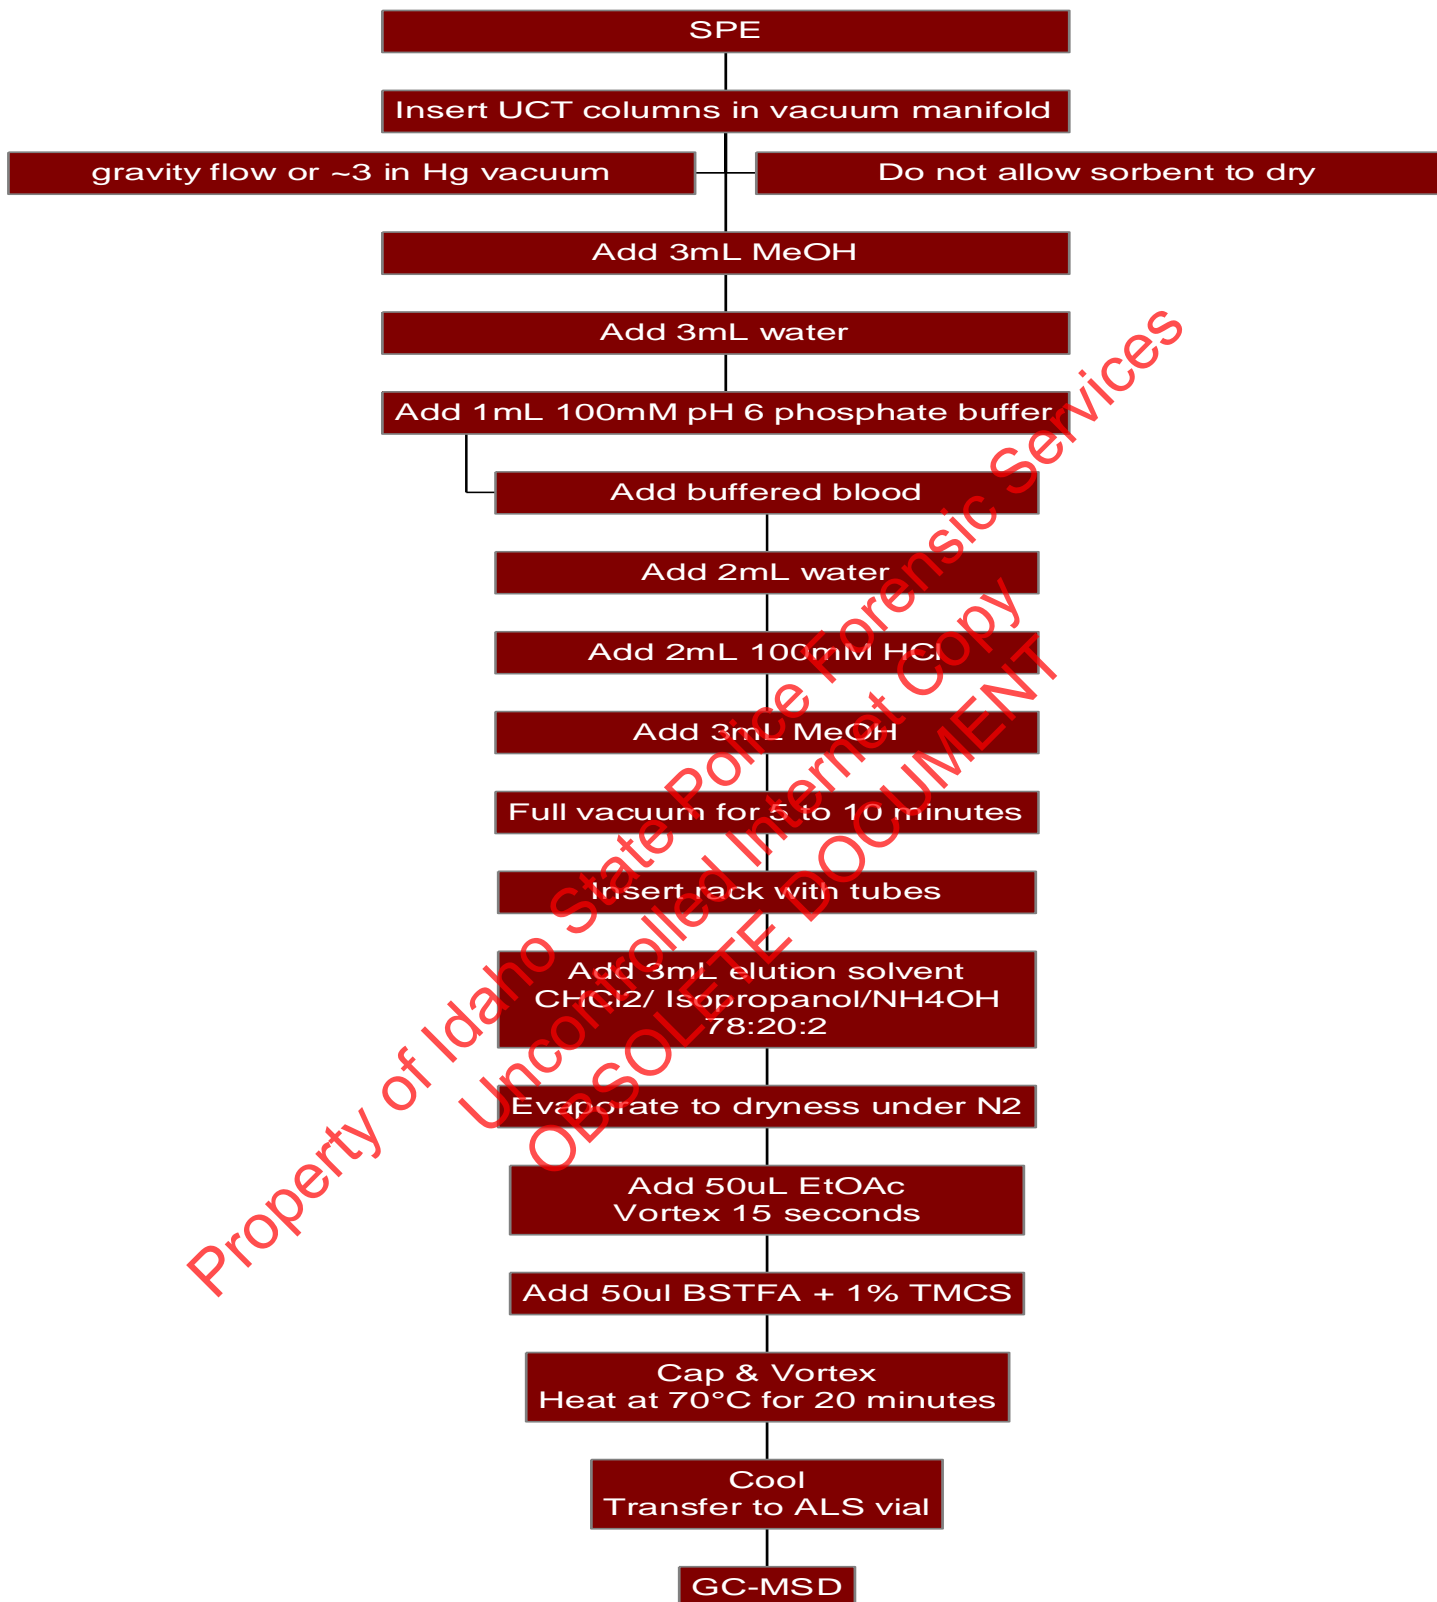 SPE
Insert UCT columns in vacuum manifold
gravity flow or ~3 in Hg vacuum
Do not allow sorbent to dry
Add 3mL MeOH
Add 3mL water
Add 1mL 100mM pH 6 phosphate buffer
Add buffered blood
Add 2mL water
Add 2mL 100mM HCl
Add 3mL MeOH
Full vacuum for 5 to 10 minutes
Insert rack with tubes
Add 3mL elution solvent
CHCl2/ Isopropanol/NH4OH
78:20:2
Evaporate to dryness under N2
Add 50uL EtOAc
Vortex 15 seconds
Add 50ul BSTFA + 1% TMCS
Cap & Vortex
Heat at 70°C for 20 minutes
Cool
Transfer to ALS vial
GC-MSD
Property of Idaho State Police Forensic Services
Uncontrolled Internet Copy
OBSOLETE DOCUMENT